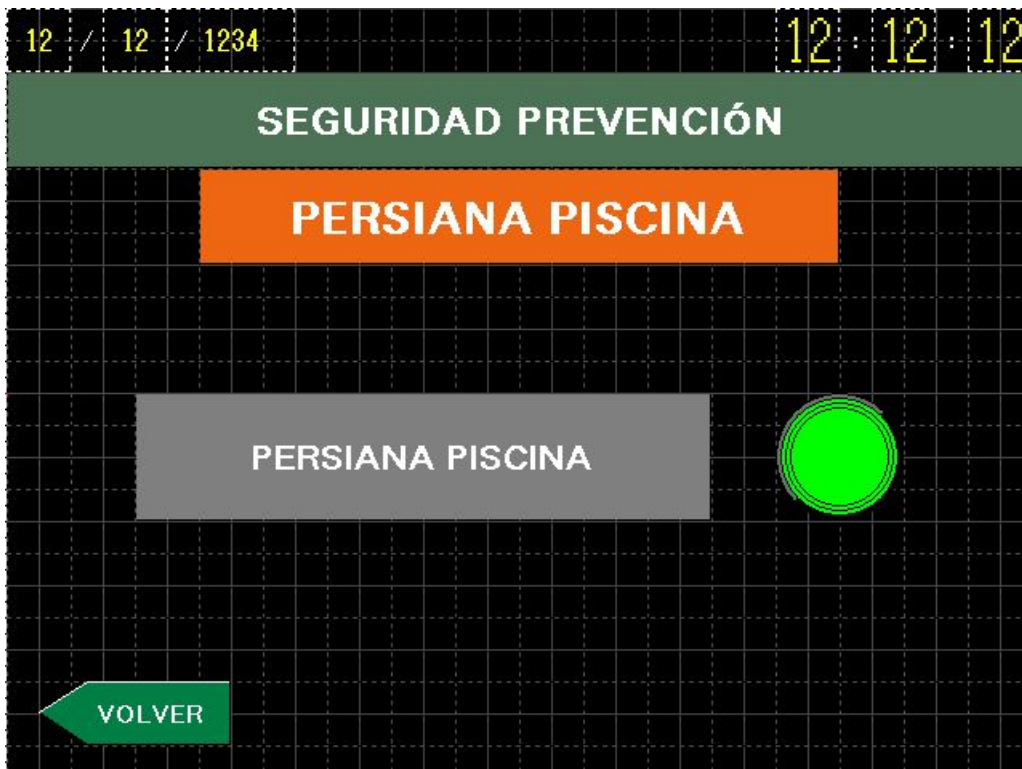 12 / 12 / 1234 12 : 12 : 12
SEGURIDAD PREVENCIÓN
PERSIANA PISCINA
PERSIANA PISCINA
VOLVER